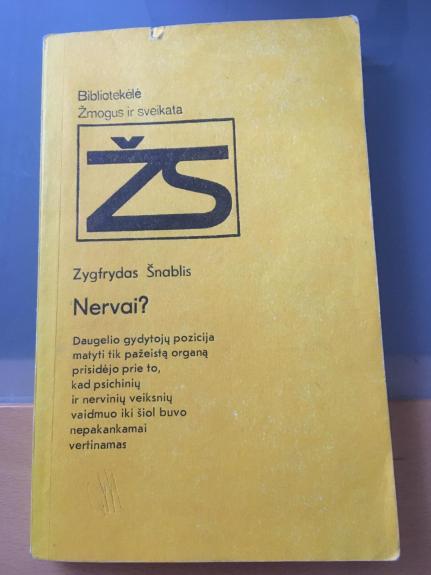 Bibliotekėlė
Žmogus ir sveikata
ŽS
Zygfrydas Šnablis
Nervai?
Daugelio gydytojų pozicija
matyti tik pažeistą organą
prisidėjo prie to,
kad psichinių
ir nervinių veiksnių
vaidmuo iki šiol buvo
nepakankamai
vertinamas